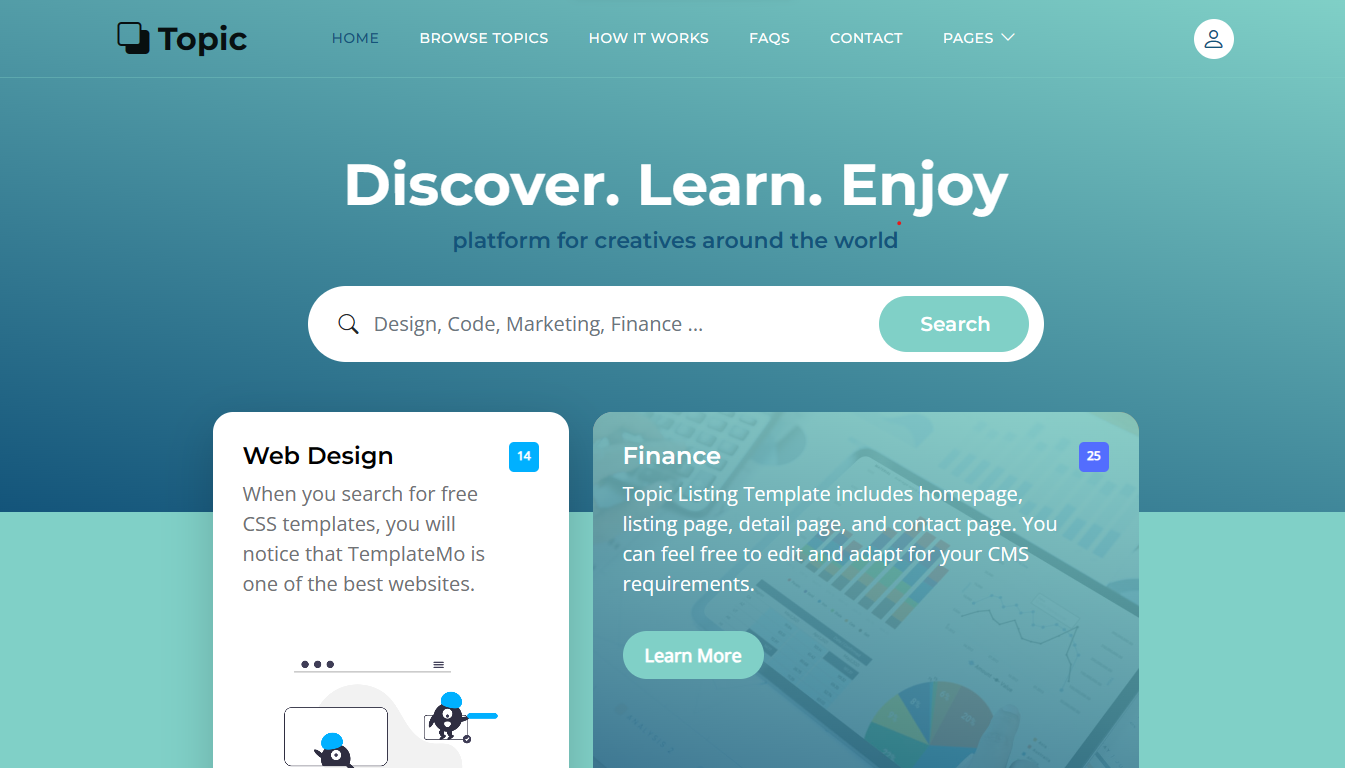 Topic
HOME BROWSE TOPICS HOW IT WORKS FAQS CONTACT PAGES
Discover. Learn. Enjoy
platform for creatives around the world
Design, Code, Marketing, Finance ...
Search
Web Design
14
When you search for free
CSS templates, you will
notice that TemplateMo is
one of the best websites.
Finance
25
Topic Listing Template includes homepage,
listing page, detail page, and contact page. You
can feel free to edit and adapt for your CMS
requirements.
Learn More